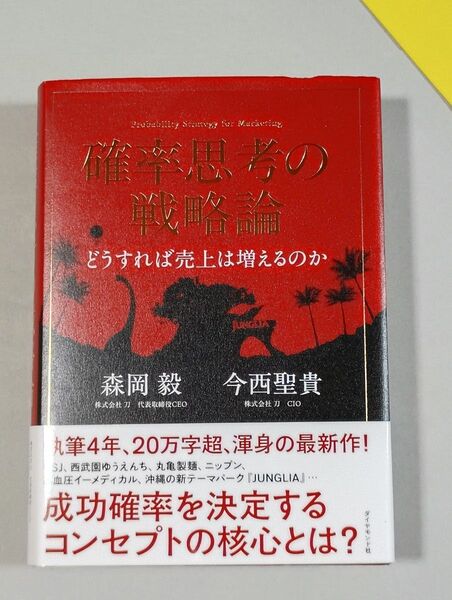 Probability Strategy for Marketing
確率思考の
戦略論
どうすれば売上は増えるのか
JUNGLIA
森岡 毅
株式会社 刀 代表取締役CEO
今西聖貴
株式会社 刀 CIO
執筆4年、20万字超、渾身の最新作!
SJ、西武園ゆうえんち、丸亀製麺、ニップン、
血圧イーメディカル、沖縄の新テーマパーク『JUNGLIA』…
成功確率を決定する
コンセプトの核心とは?
ダイヤモンド社